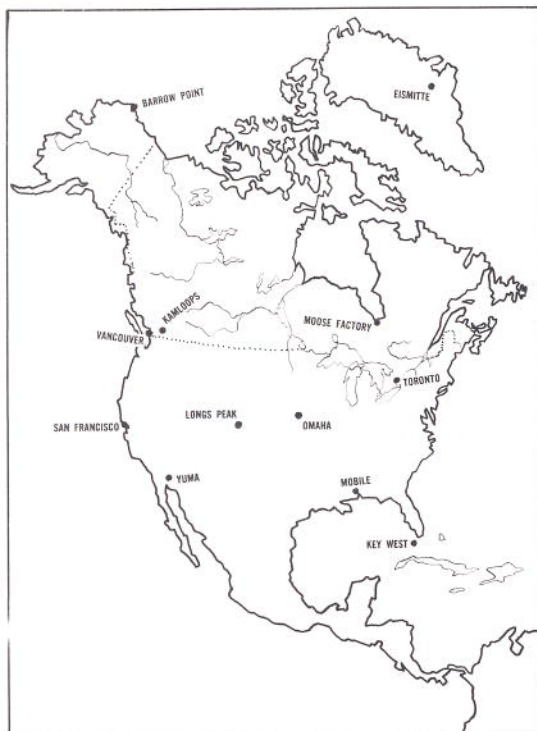 BARROW POINT
EISMITTE
KAMLOOPS
VANCOUVER
MOOSE FACTORY
TORONTO
SAN FRANCISCO
LONGS PEAK
OMAHA
YUMA
MOBILE
KEY WEST